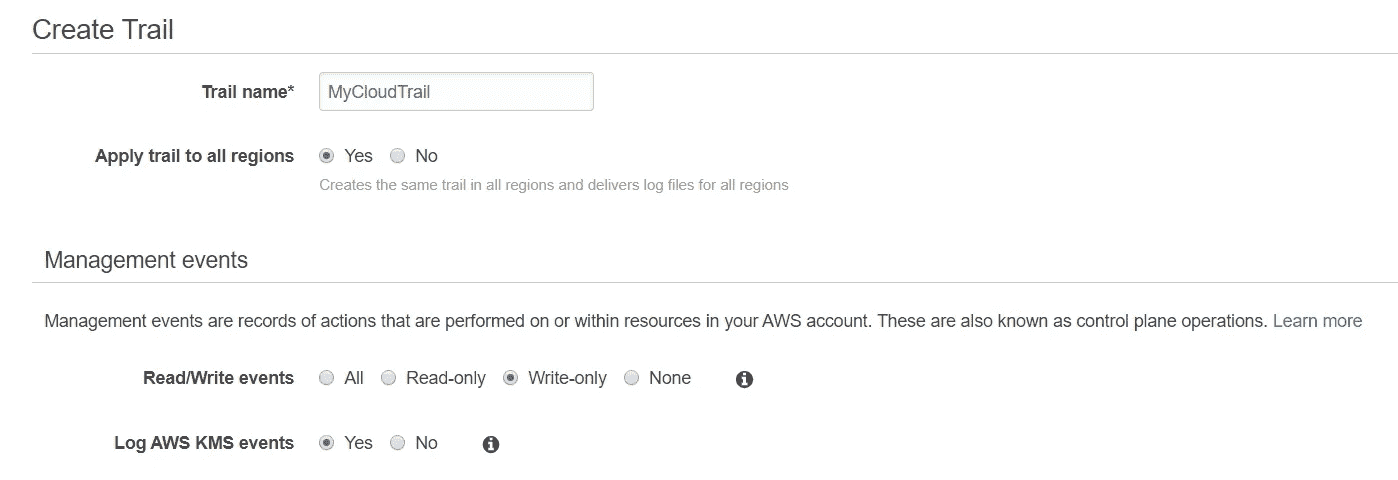 Create Trail
Trail name* MyCloudTrail
Apply trail to all regions Yes No
Creates the same trail in all regions and delivers log files for all regions
Management events
Management events are records of actions that are performed on or within resources in your AWS account. These are also known as control plane operations. Learn more
Read/Write events All Read-only Write-only None
Log AWS KMS events Yes No